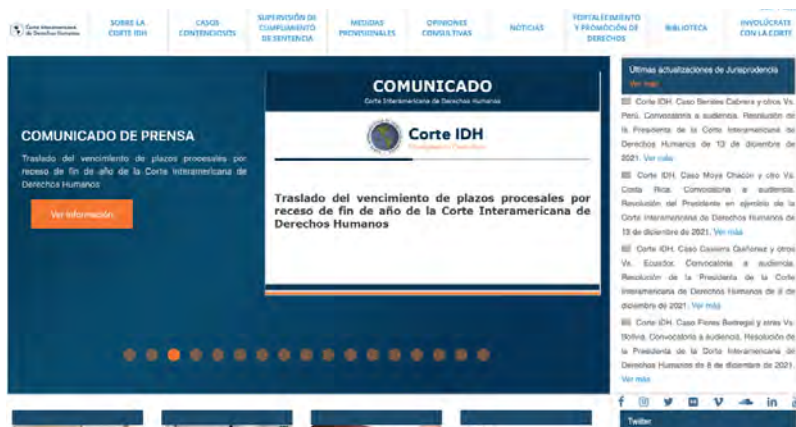 Corte Interamericana
de Derechos Humanos
SOBRE LA
CORTE IDH
CASOS
CONTENCIOSOS
SUPERVISIÓN DE
CUMPLIMIENTO
DE SENTENCIA
MEDIDAS
PROVISIONALES
OPINIONES
CONSULTIVAS
NOTICIAS
FORTALECIMIENTO
Y PROMOCIÓN DE
DERECHOS
BIBLIOTECA
INVOLÚCRATE
CON LA CORTE
COMUNICADO DE PRENSA
Traslado del vencimiento de plazos procesales por
receso de fin de año de la Corte Interamericana de
Derechos Humanos
Ver información
COMUNICADO
Corte Interamericana de Derechos Humanos
Corte IDH
Traslado del vencimiento de plazos procesales por
receso de fin de año de la Corte Interamericana de
Derechos Humanos
Últimas actualizaciones de Jurisprudencia
Ver más
Corte IDH. Caso Benites Cabrera y otros Vs.
Perú. Convocatoria a audiencia. Resolución de
la Presidenta de la Corte Interamericana de
Derechos Humanos de 13 de diciembre de
2021. Ver más
Corte IDH. Caso Moya Chacón y otro Vs.
Costa Rica. Convocatoria a audiencia.
Resolución del Presidente en ejercicio de la
Corte Interamericana de Derechos Humanos de
13 de diciembre de 2021. Ver más
Corte IDH. Caso Casierra Quiñonez y otros
Vs. Ecuador. Convocatoria a audiencia.
Resolución de la Presidenta de la Corte
Interamericana de Derechos Humanos de 8 de
diciembre de 2021. Ver más
Corte IDH. Caso Flores Bedregal y otras Vs.
Bolivia. Convocatoria a audiencia. Resolución de
la Presidenta de la Corte Interamericana de
Derechos Humanos de 8 de diciembre de 2021.
Ver más
Twitter